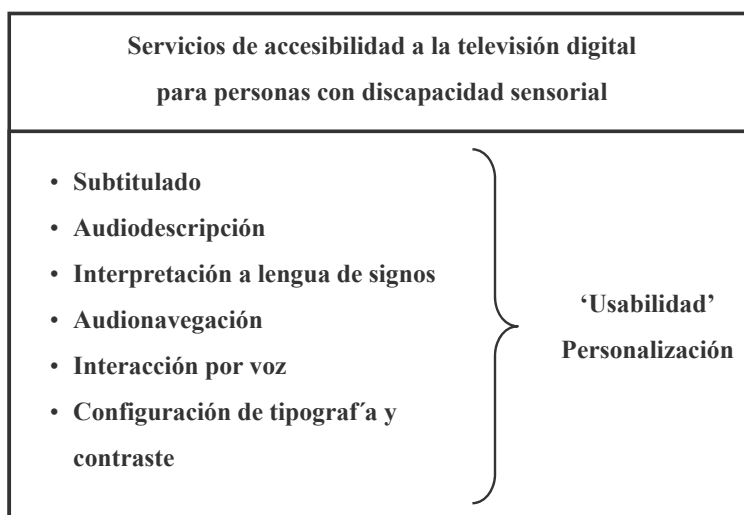 Servicios de accesibilidad a la televisión digital
para personas con discapacidad sensorial
• Subtitulado
• Audiodescripción
• Interpretación a lengua de signos
• Audionavegación
• Interacción por voz
• Configuración de tipograf´a y
contraste
‘Usabilidad’
Personalización